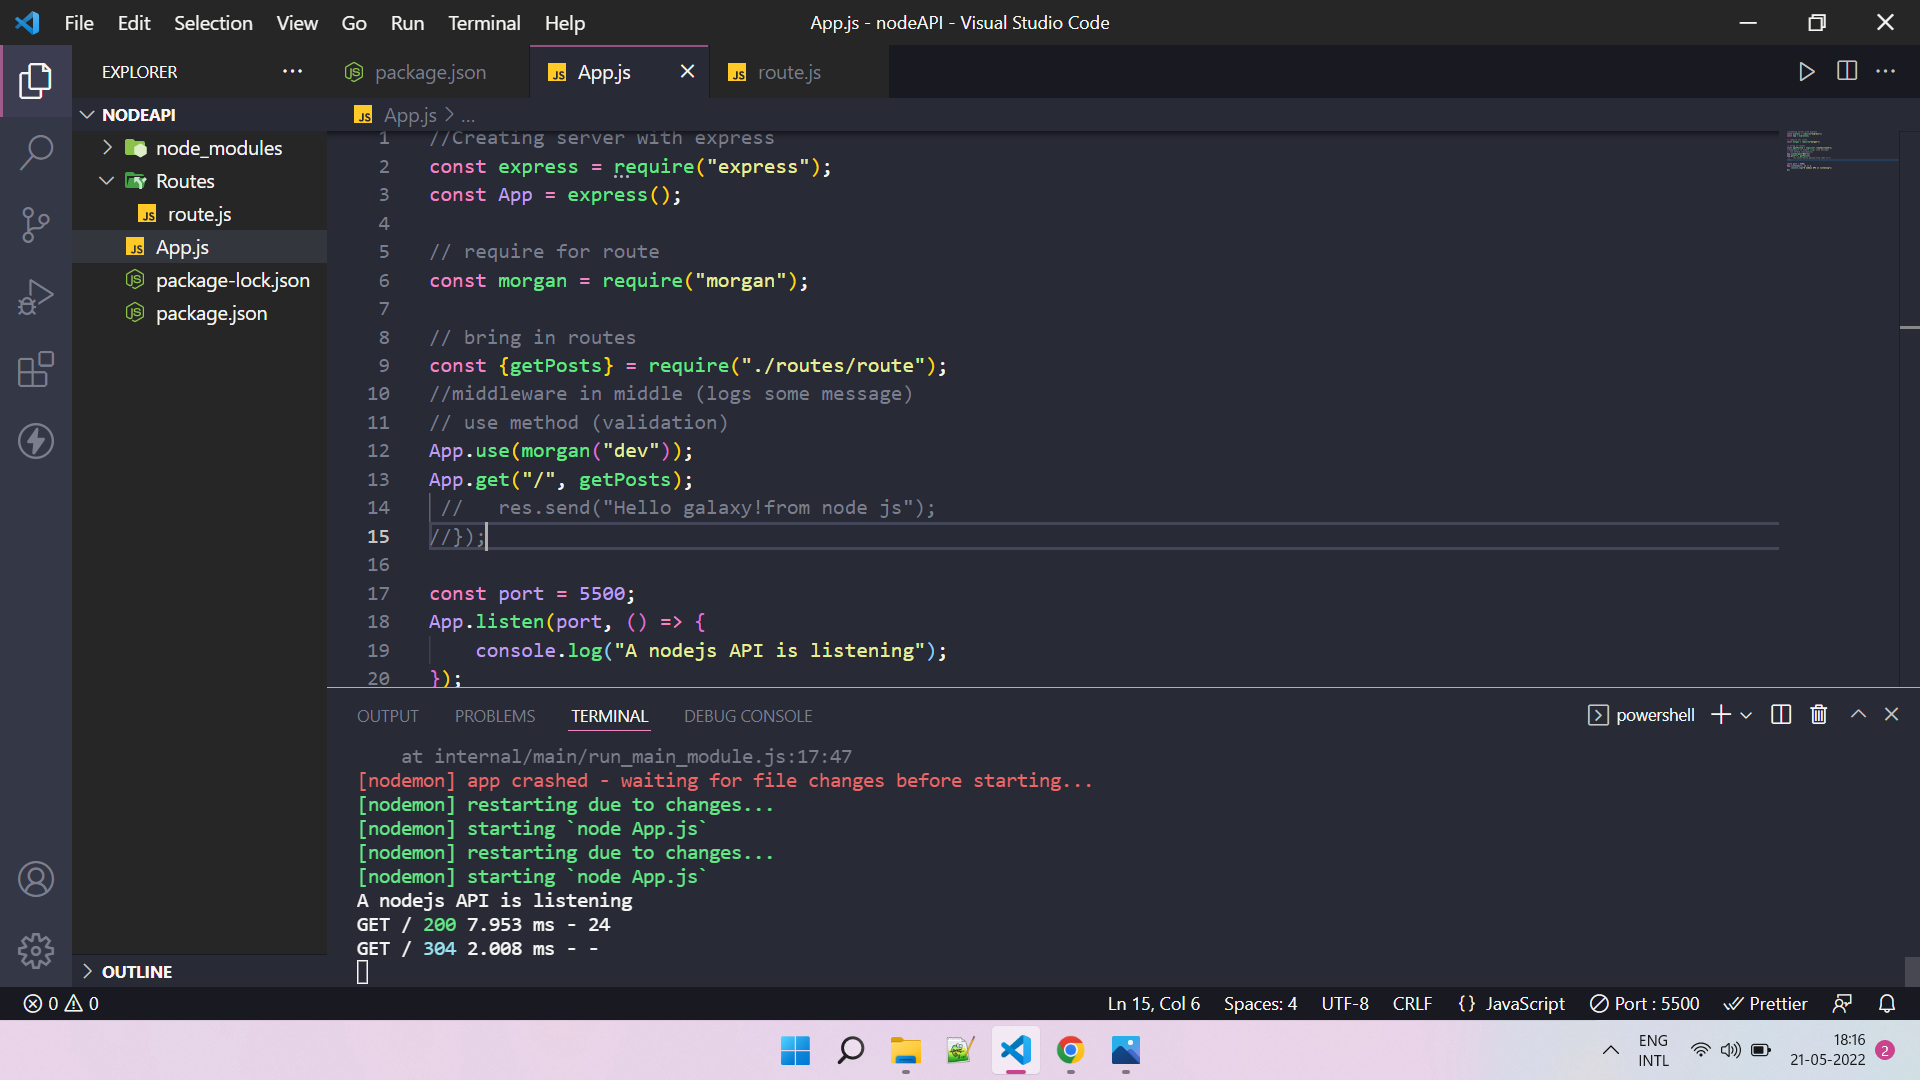 File Edit Selection View Go Run Terminal Help
App.js - nodeAPI - Visual Studio Code
EXPLORER
package.json
JS App.js
JS route.js
NODEAPI
node_modules
Routes
JS route.js
JS App.js
JS package-lock.json
JS package.json
JS App.js > ...
1 //Creating server with express
2 const express = require("express");
3 const App = express();
4
5 // require for route
6 const morgan = require("morgan");
7
8 // bring in routes
9 const {getPosts} = require("./routes/route");
10 //middleware in middle (logs some message)
11 // use method (validation)
12 App.use(morgan("dev"));
13 App.get("/", getPosts);
14 //   res.send("Hello galaxy!from node js");
15 //});
16
17 const port = 5500;
18 App.listen(port, () => {
19     console.log("A nodejs API is listening");
20 });
OUTPUT PROBLEMS TERMINAL DEBUG CONSOLE
powershell
at internal/main/run_main_module.js:17:47
[nodemon] app crashed - waiting for file changes before starting...
[nodemon] restarting due to changes...
[nodemon] starting `node App.js`
[nodemon] restarting due to changes...
[nodemon] starting `node App.js`
A nodejs API is listening
GET / 200 7.953 ms - 24
GET / 304 2.008 ms - -
OUTLINE
0 0
Ln 15, Col 6 Spaces: 4 UTF-8 CRLF {} JavaScript Port : 5500 Prettier
ENG
INTL
18:16
21-05-2022
2